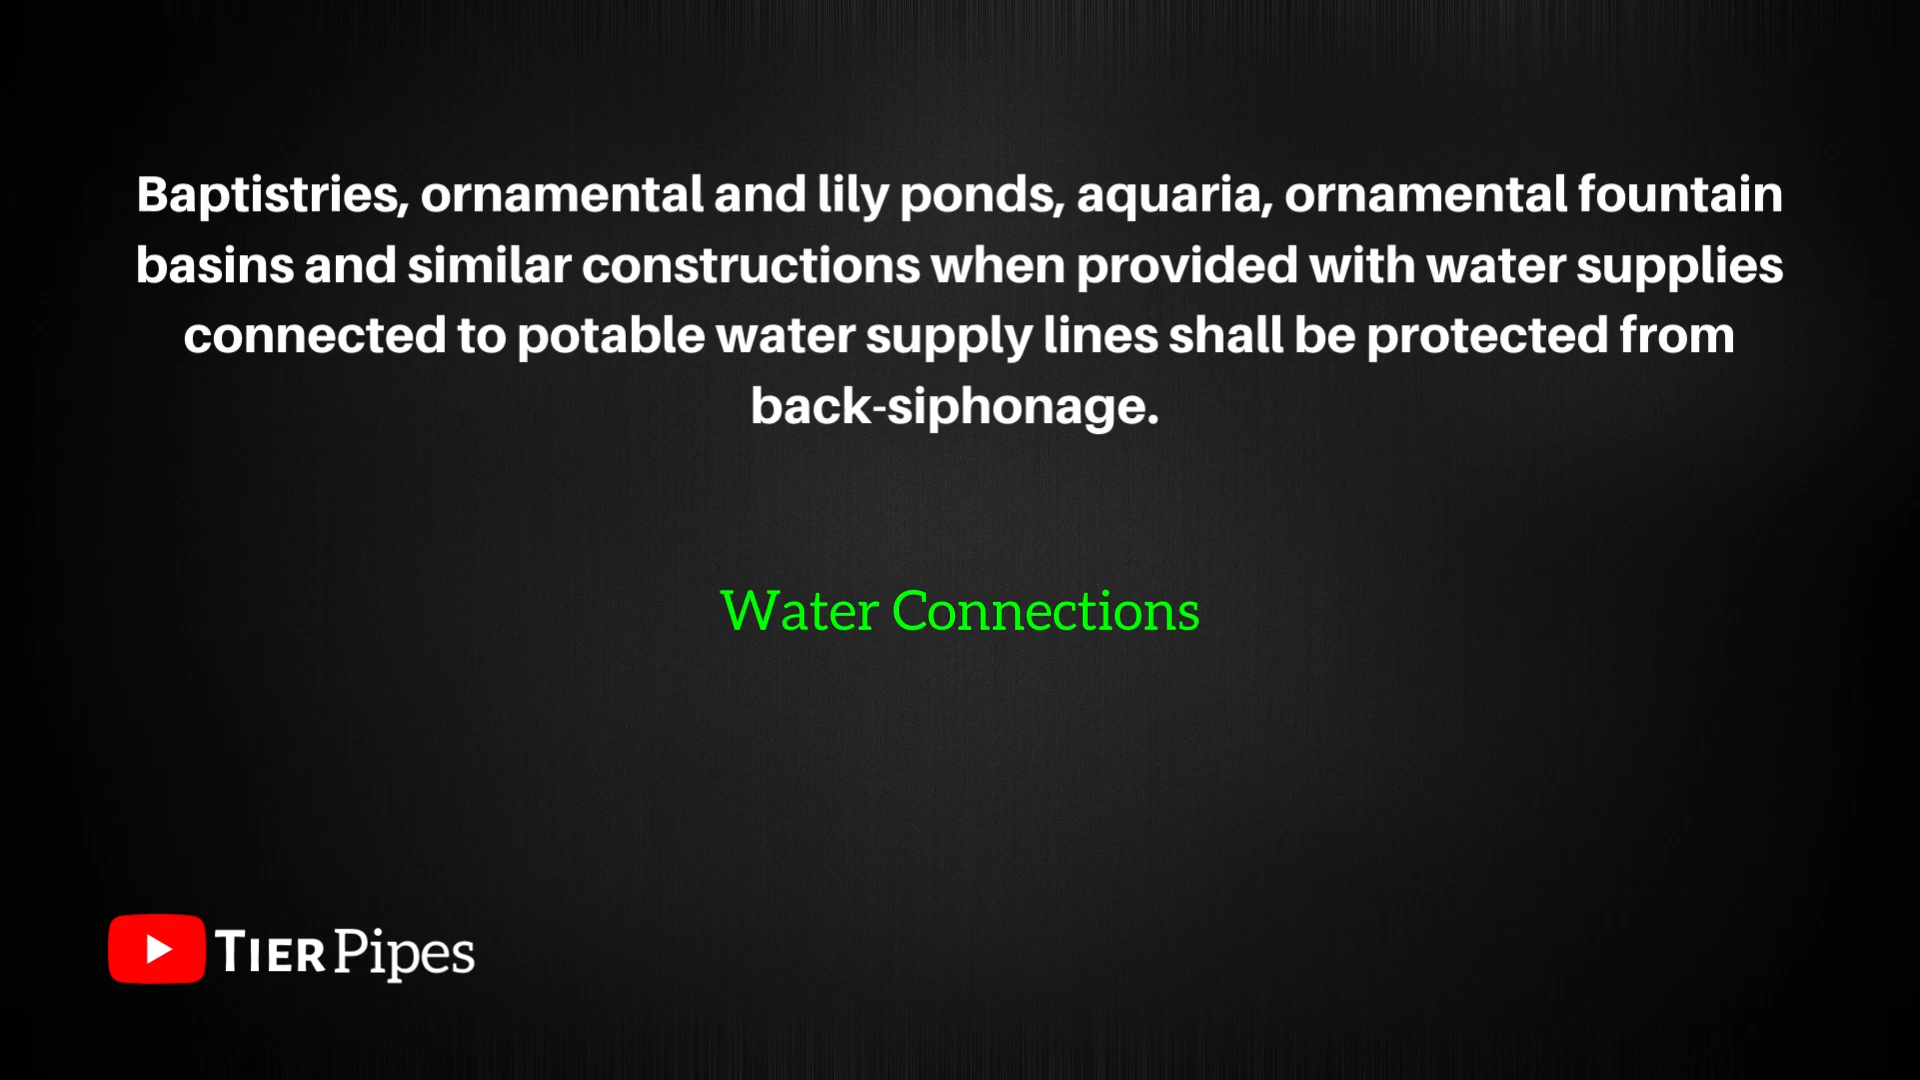 Baptistries, ornamental and lily ponds, aquaria, ornamental fountain
basins and similar constructions when provided with water supplies
connected to potable water supply lines shall be protected from
back-siphonage.
Water Connections
TIER Pipes